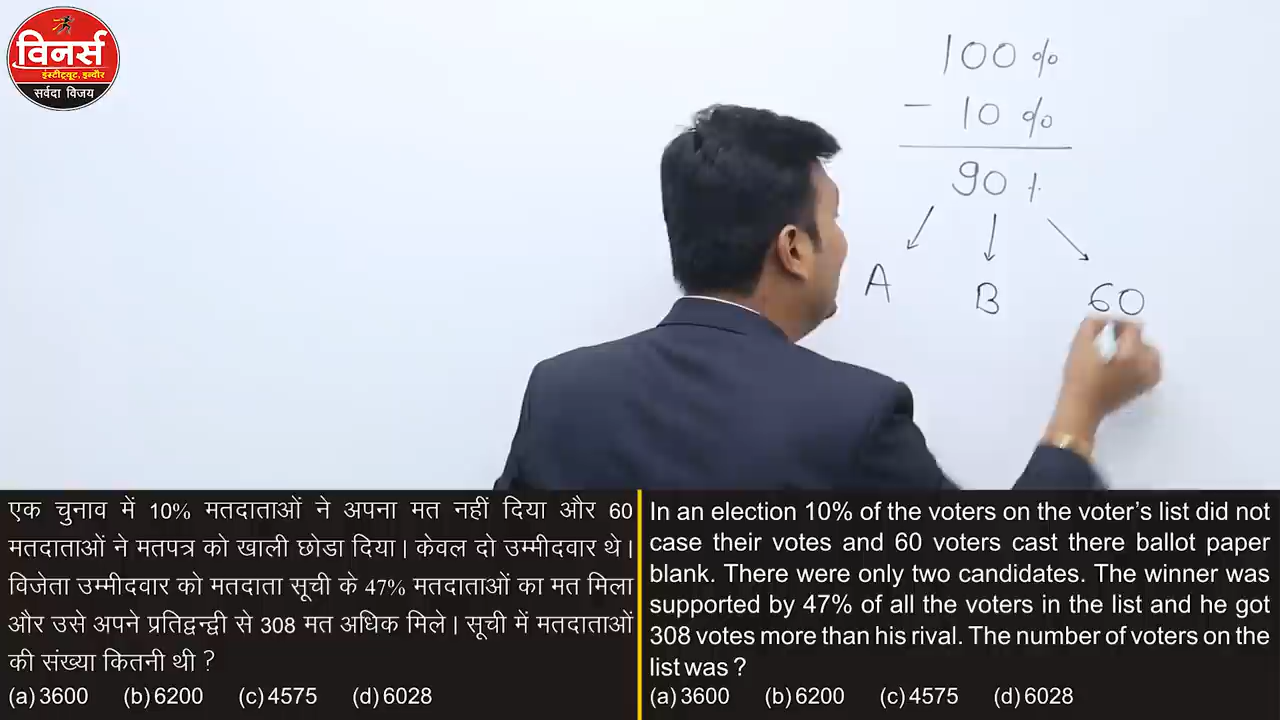 विनर्स
इंस्टीट्यूट, इन्दौर
सर्वदा विजय
100 %
- 10 %
90 %
A B 60
एक चुनाव में 10% मतदाताओं ने अपना मत नहीं दिया और 60
मतदाताओं ने मतपत्र को खाली छोडा दिया। केवल दो उम्मीदवार थे।
विजेता उम्मीदवार को मतदाता सूची के 47% मतदाताओं का मत मिला
और उसे अपने प्रतिद्वन्द्वी से 308 मत अधिक मिले। सूची में मतदाताओं
की संख्या कितनी थी ?
(a) 3600 (b) 6200 (c) 4575 (d) 6028
In an election 10% of the voters on the voter's list did not
case their votes and 60 voters cast there ballot paper
blank. There were only two candidates. The winner was
supported by 47% of all the voters in the list and he got
308 votes more than his rival. The number of voters on the
list was ?
(a) 3600 (b) 6200 (c) 4575 (d) 6028